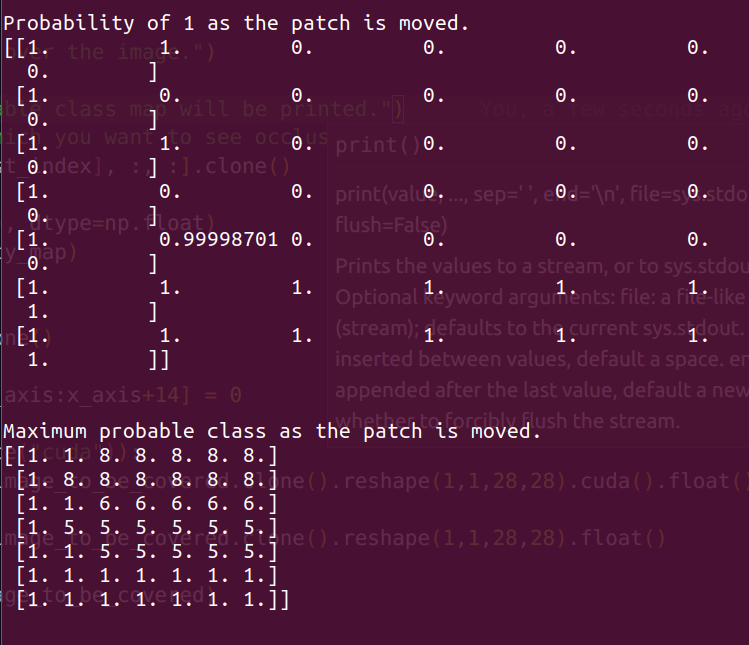 Probability of 1 as the patch is moved.
[[1. 1. 0. 0. 0. 0.
0. ]
[1. 0. 0. 0. 0. 0.
0. ]
[1. 1. 0. 0. 0. 0.
0. ]
[1. 0. 0. 0. 0. 0.
0. ]
[1. 0.99998701 0. 0. 0. 0.
0. ]
[1. 1. 1. 1. 1. 1.
1. ]
[1. 1. 1. 1. 1. 1.
1. ]]
Maximum probable class as the patch is moved.
[[1. 1. 8. 8. 8. 8. 8.]
[1. 8. 8. 8. 8. 8. 8.]
[1. 1. 6. 6. 6. 6. 6.]
[1. 5. 5. 5. 5. 5. 5.]
[1. 1. 5. 5. 5. 5. 5.]
[1. 1. 1. 1. 1. 1. 1.]
[1. 1. 1. 1. 1. 1. 1.]]
over the image.")
class map will be printed.") You, a few seconds ag
which you want to see occlus
t_index], :, :].clone()
, dtype=np.float)
y_map)
_axis:x_axis+14] = 0
.clone().reshape(1,1,28,28).cuda().float()
image_to_be_covered.clone().reshape(1,1,28,28).float()
ge_to_be_covered
print()
print(value, ..., sep=' ', end='\n', file=sys.stdo
flush=False)
Prints the values to a stream, or to sys.stdout
Optional keyword arguments: file: a file-like
(stream); defaults to the current sys.stdout.
inserted between values, default a space. en
appended after the last value, default a new
whether to forcibly flush the stream.